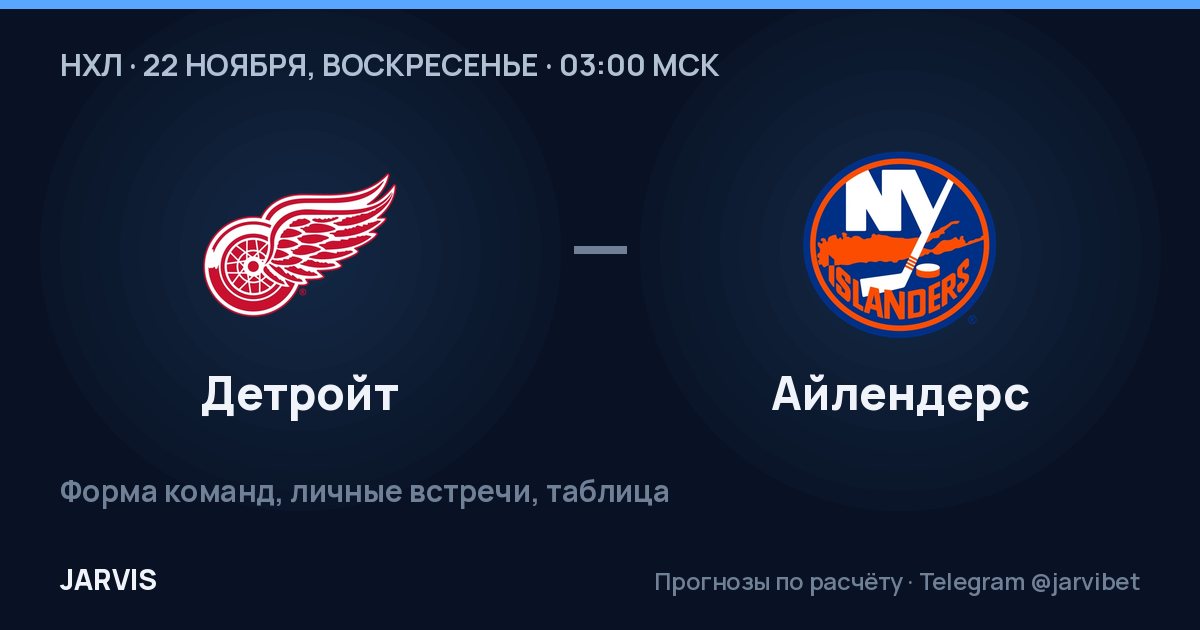 НХЛ · 22 НОЯБРЯ, ВОСКРЕСЕНЬЕ · 03:00 МСК
NY
ISLANDERS
—
Детройт
Айлендерс
Форма команд, личные встречи, таблица
JARVIS
Прогнозы по расчёту · Telegram @jarvibet